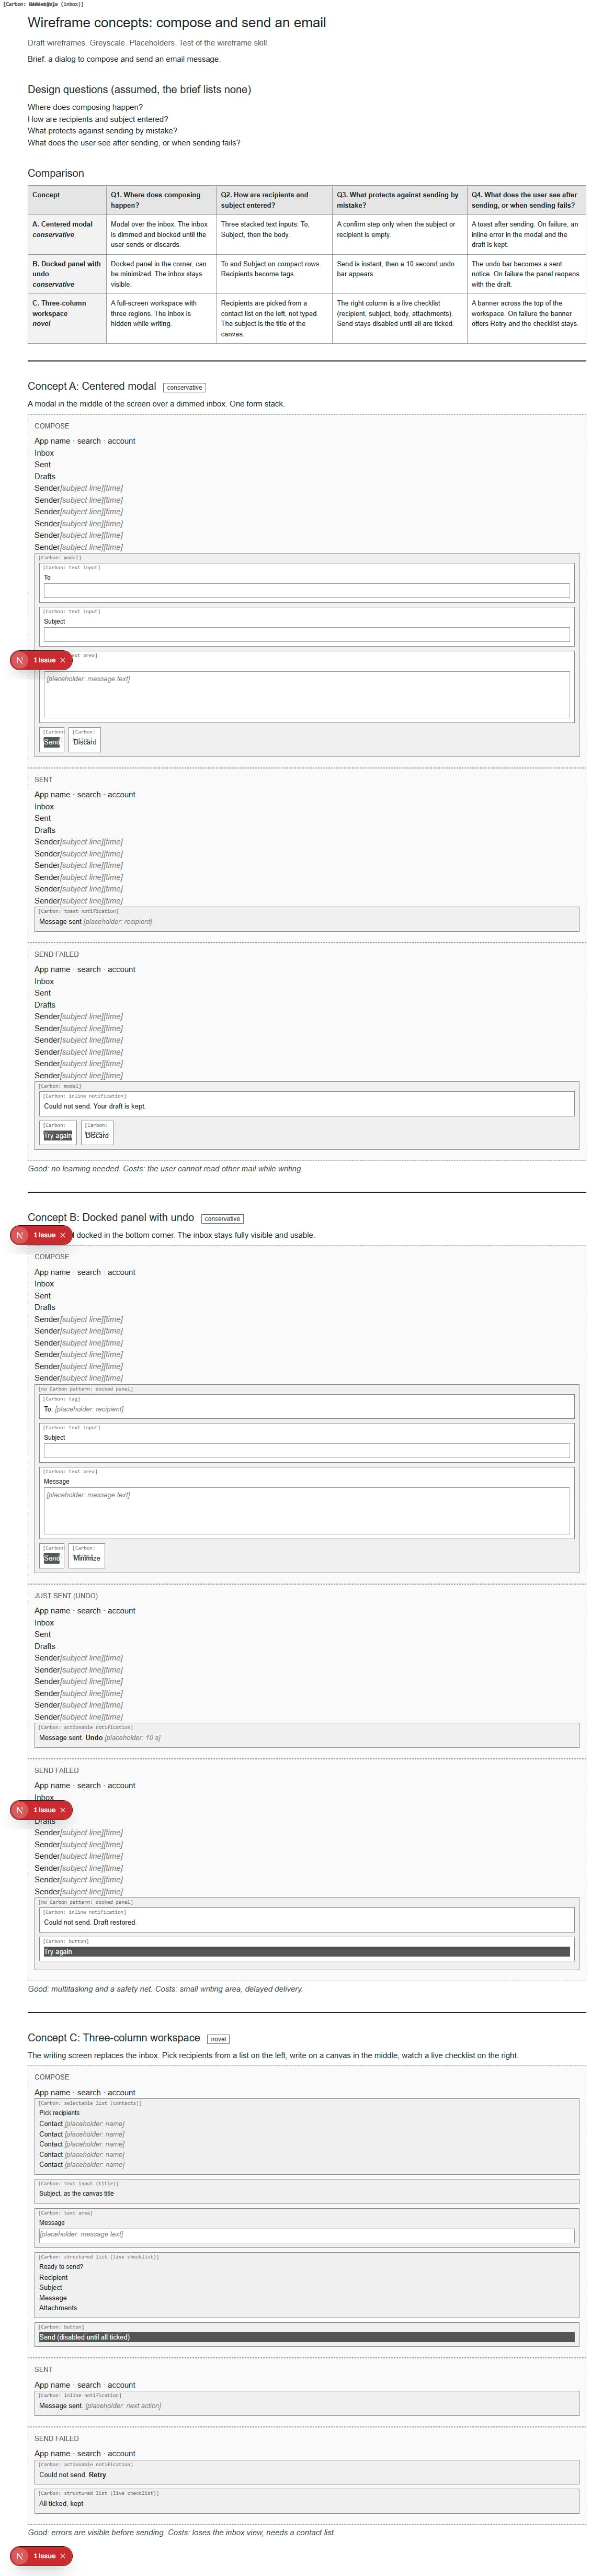 Wireframe concepts: compose and send an email
Draft wireframes. Greyscale. Placeholders. Test of the wireframe skill.
Brief: a dialog to compose and send an email message.
Design questions (assumed, the brief lists none)
Where does composing happen?
How are recipients and subject entered?
What protects against sending by mistake?
What does the user see after sending, or when sending fails?
Comparison
Concept
Q1. Where does composing happen?
Q2. How are recipients and subject entered?
Q3. What protects against sending by mistake?
Q4. What does the user see after sending, or when sending fails?
A. Centered modal
conservative
Modal over the inbox. The inbox is dimmed and blocked until the user sends or discards.
Three stacked text inputs: To, Subject, then the body.
A confirm step only when the subject or recipient is empty.
A toast after sending. On failure, an inline error in the modal and the draft is kept.
B. Docked panel with undo
conservative
Docked panel in the corner, can be minimized. The inbox stays visible.
To and Subject on compact rows. Recipients become tags.
Send is instant, then a 10 second undo bar appears.
The undo bar becomes a sent notice. On failure the panel reopens with the draft.
C. Three-column workspace
novel
A full-screen workspace with three regions. The inbox is hidden while writing.
Recipients are picked from a contact list on the left, not typed. The subject is the title of the canvas.
The right column is a live checklist (recipient, subject, body, attachments). Send stays disabled until all are ticked.
A banner across the top of the workspace. On failure the banner offers Retry and the checklist stays.
Concept A: Centered modal conservative
A modal in the middle of the screen over a dimmed inbox. One form stack.
COMPOSE
App name · search · account
Inbox
Sent
Drafts
Sender[subject line][time]
Sender[subject line][time]
Sender[subject line][time]
Sender[subject line][time]
Sender[subject line][time]
Sender[subject line][time]
[Carbon: modal]
[Carbon: text input]
To
[Carbon: text input]
Subject
text area]
N 1 Issue ×
[placeholder: message text]
[Carbon: [Carbon:
Send Discard
SENT
App name · search · account
Inbox
Sent
Drafts
Sender[subject line][time]
Sender[subject line][time]
Sender[subject line][time]
Sender[subject line][time]
Sender[subject line][time]
Sender[subject line][time]
[Carbon: toast notification]
Message sent [placeholder: recipient]
SEND FAILED
App name · search · account
Inbox
Sent
Drafts
Sender[subject line][time]
Sender[subject line][time]
Sender[subject line][time]
Sender[subject line][time]
Sender[subject line][time]
Sender[subject line][time]
[Carbon: modal]
[Carbon: inline notification]
Could not send. Your draft is kept.
[Carbon: [Carbon:
Try again Discard
Good: no learning needed. Costs: the user cannot read other mail while writing.
Concept B: Docked panel with undo conservative
N 1 Issue ×
docked in the bottom corner. The inbox stays fully visible and usable.
COMPOSE
App name · search · account
Inbox
Sent
Drafts
Sender[subject line][time]
Sender[subject line][time]
Sender[subject line][time]
Sender[subject line][time]
Sender[subject line][time]
Sender[subject line][time]
[no Carbon pattern: docked panel]
[Carbon: tag]
To: [placeholder: recipient]
[Carbon: text input]
Subject
[Carbon: text area]
Message
[placeholder: message text]
[Carbon: [Carbon:
Send Minimize
JUST SENT (UNDO)
App name · search · account
Inbox
Sent
Drafts
Sender[subject line][time]
Sender[subject line][time]
Sender[subject line][time]
Sender[subject line][time]
Sender[subject line][time]
Sender[subject line][time]
[Carbon: actionable notification]
Message sent. Undo [placeholder: 10 s]
SEND FAILED
App name · search · account
Inbox
N 1 Issue ×
Drafts
Sender[subject line][time]
Sender[subject line][time]
Sender[subject line][time]
Sender[subject line][time]
Sender[subject line][time]
Sender[subject line][time]
[no Carbon pattern: docked panel]
[Carbon: inline notification]
Could not send. Draft restored.
[Carbon: button]
Try again
Good: multitasking and a safety net. Costs: small writing area, delayed delivery.
Concept C: Three-column workspace novel
The writing screen replaces the inbox. Pick recipients from a list on the left, write on a canvas in the middle, watch a live checklist on the right.
COMPOSE
App name · search · account
[Carbon: selectable list (contacts)]
Pick recipients
Contact [placeholder: name]
Contact [placeholder: name]
Contact [placeholder: name]
Contact [placeholder: name]
Contact [placeholder: name]
[Carbon: text input (title)]
Subject, as the canvas title
[Carbon: text area]
Message
[placeholder: message text]
[Carbon: structured list (live checklist)]
Ready to send?
Recipient
Subject
Message
Attachments
[Carbon: button]
Send (disabled until all ticked)
SENT
App name · search · account
[Carbon: inline notification]
Message sent. [placeholder: next action]
SEND FAILED
App name · search · account
[Carbon: actionable notification]
Could not send. Retry
[Carbon: structured list (live checklist)]
All ticked, kept
Good: errors are visible before sending. Costs: loses the inbox view, needs a contact list.
N 1 Issue ×